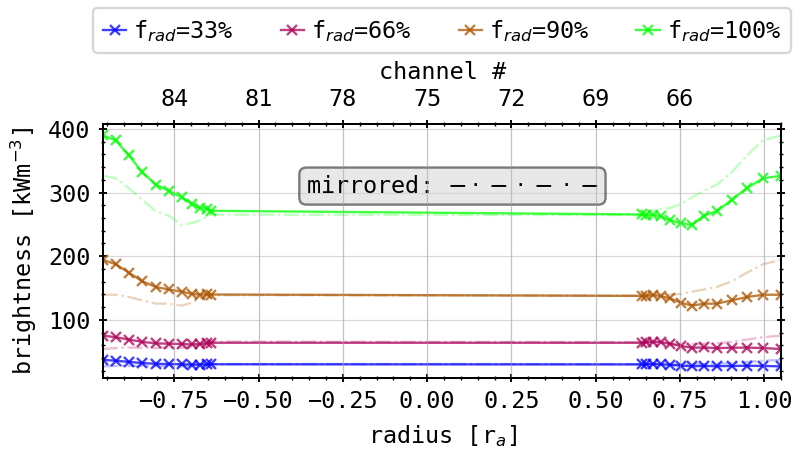 f_rad=33% f_rad=66% f_rad=90% f_rad=100%
channel #
84 81 78 75 72 69 66
400
300
200
100
brightness [kWm⁻³]
mirrored:
−0.75 −0.50 −0.25 0.00 0.25 0.50 0.75 1.00
radius [r_a]